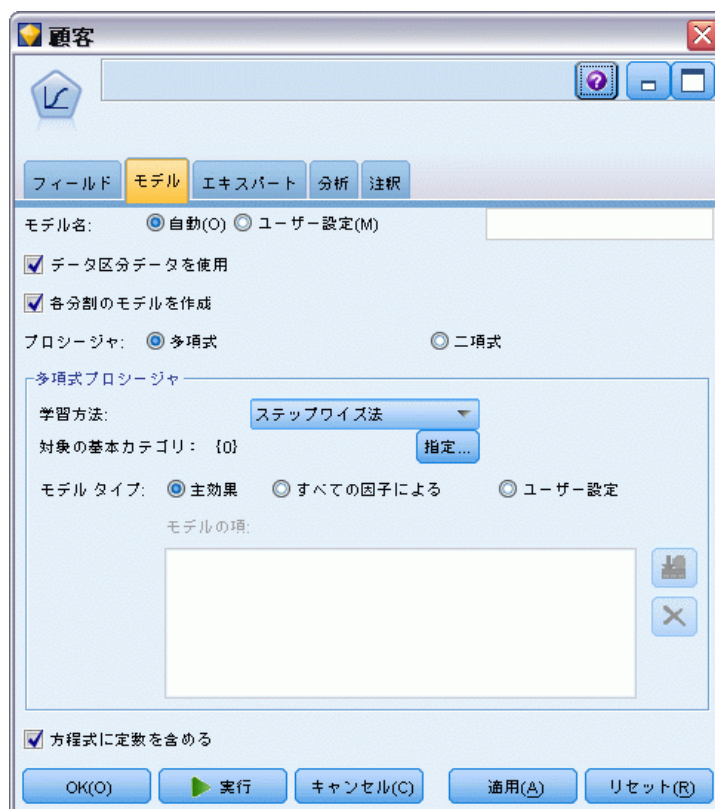 顧客
フィールド モデル エキスパート 分析 注釈
モデル名: 自動(O) ユーザー設定(M)
データ区分データを使用
各分割のモデルを作成
プロシージャ: 多項式 二項式
多項式プロシージャ
学習方法: ステップワイズ法
対象の基本カテゴリ: {0} 指定...
モデル タイプ: 主効果 すべての因子による ユーザー設定
モデルの項:
方程式に定数を含める
OK(O) 実行 キャンセル(C) 適用(A) リセット(R)